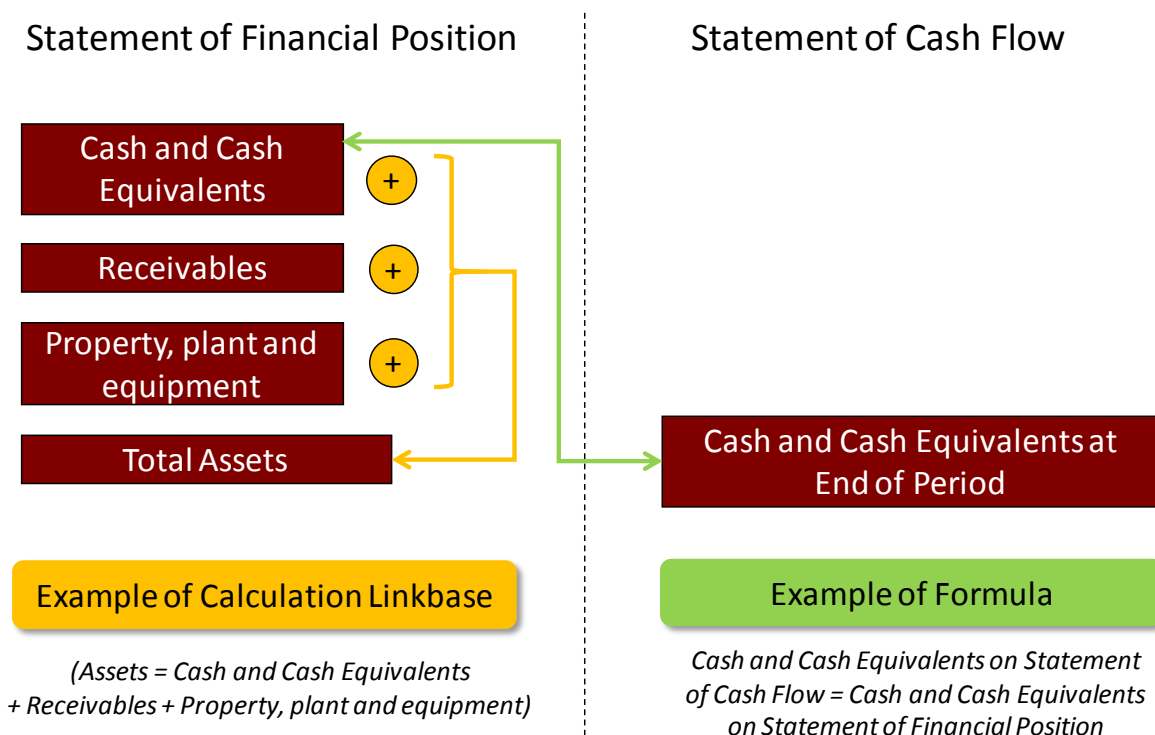 Statement of Financial Position
Statement of Cash Flow
Cash and Cash
Equivalents
+
Receivables
+
Property, plant and
equipment
+
Total Assets
Cash and Cash Equivalents at
End of Period
Example of Calculation Linkbase
Example of Formula
(Assets = Cash and Cash Equivalents
+ Receivables + Property, plant and equipment)
Cash and Cash Equivalents on Statement
of Cash Flow = Cash and Cash Equivalents
on Statement of Financial Position